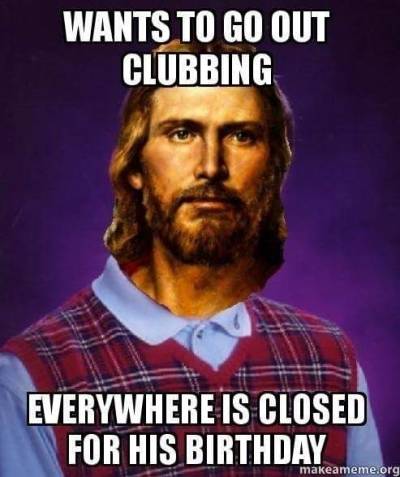 WANTS TO GO OUT
CLUBBING
EVERYWHERE IS CLOSED
FOR HIS BIRTHDAY
makeameme.org